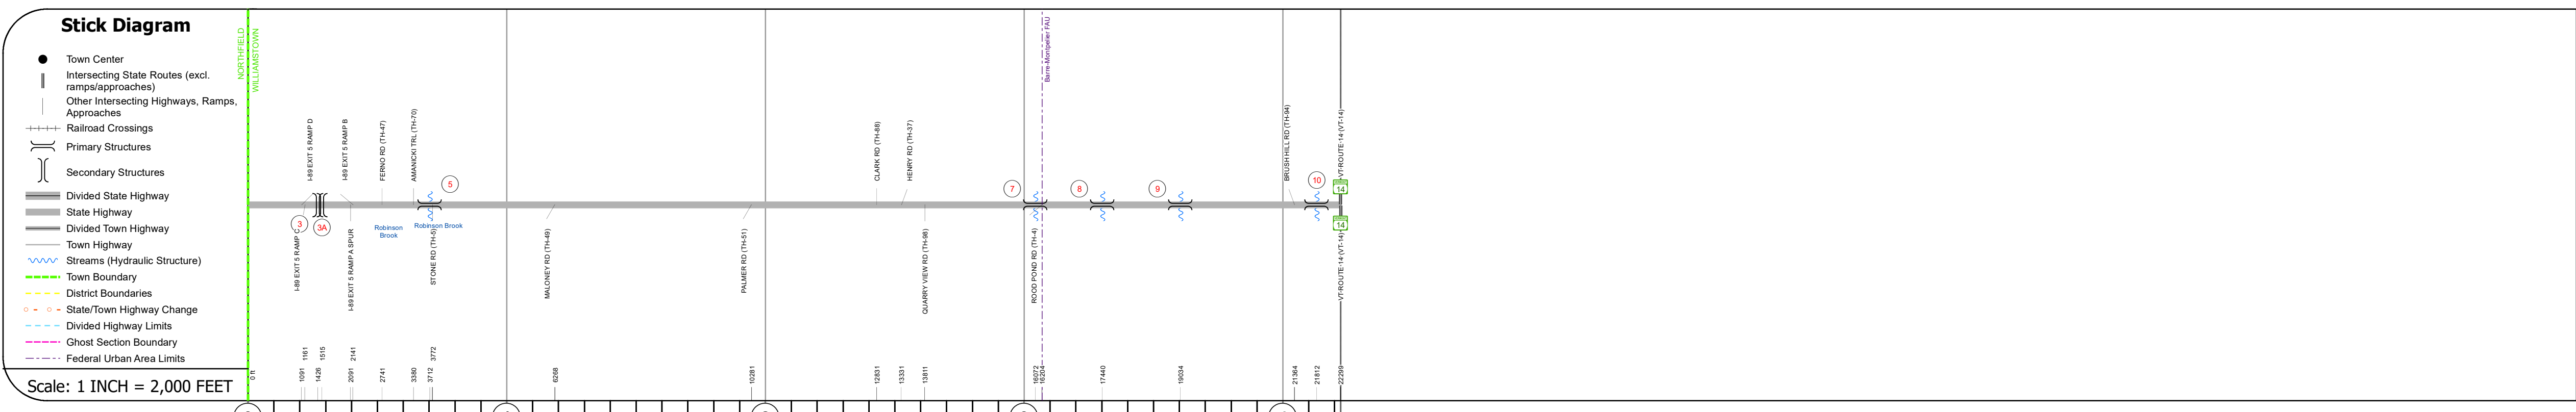 Stick Diagram
Town Center
Intersecting State Routes (excl.
ramps/approaches)
Other Intersecting Highways, Ramps,
Approaches
Railroad Crossings
Primary Structures
Secondary Structures
Divided State Highway
State Highway
Divided Town Highway
Town Highway
Streams (Hydraulic Structure)
Town Boundary
District Boundaries
State/Town Highway Change
Divided Highway Limits
Ghost Section Boundary
Federal Urban Area Limits
Scale: 1 INCH = 2,000 FEET
NORTHFIELD
WILLIAMSTOWN
Barre-Montpelier FAU
I-89 EXIT 5 RAMP D
I-89 EXIT 5 RAMP B
FERNO RD (TH-47)
AMANICKI TRL (TH-70)
CLARK RD (TH-88)
HENRY RD (TH-37)
BRUSH HILL RD (TH-94)
VT-ROUTE-14 (VT-14)
3
3A
5
7
8
9
10
14
14
Robinson
Brook
Robinson Brook
I-89 EXIT 5 RAMP C
I-89 EXIT 5 RAMP A SPUR
STONE RD (TH-5)
MALONEY RD (TH-49)
PALMER RD (TH-51)
QUARRY VIEW RD (TH-98)
ROOD POND RD (TH-4)
VT-ROUTE-14 (VT-14)
0 ft
1091
1161
1426
1515
2091
2141
2741
3380
3712
3772
6268
10281
12831
13331
13811
16072
16204
17440
19034
21364
21812
22299